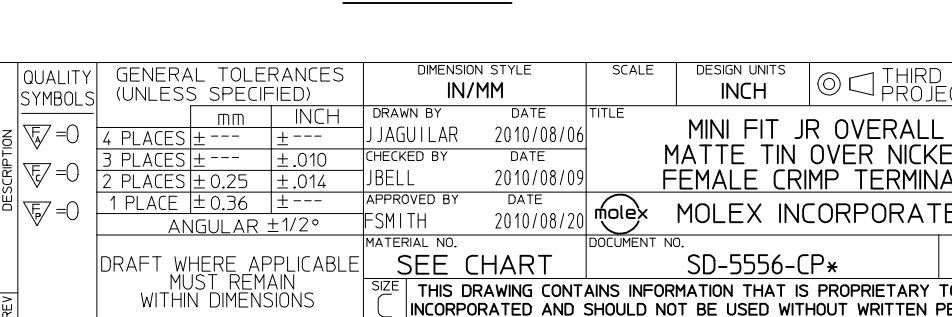 DESCRIPTION
REV
QUALITY
SYMBOLS
F A =0
F C =0
F P =0
GENERAL TOLERANCES
(UNLESS SPECIFIED)
mm INCH
4 PLACES ± --- ± ---
3 PLACES ± --- ± .010
2 PLACES ± 0.25 ± .014
1 PLACE ± 0.36 ± ---
ANGULAR ±1/2°
DRAFT WHERE APPLICABLE
MUST REMAIN
WITHIN DIMENSIONS
DIMENSION STYLE
IN/MM
SCALE
DESIGN UNITS
INCH
THIRD
PROJE
DRAWN BY DATE
JJAGUILAR 2010/08/06
CHECKED BY DATE
JBELL 2010/08/09
APPROVED BY DATE
FSMITH 2010/08/20
TITLE
MINI FIT JR OVERALL
MATTE TIN OVER NICKE
FEMALE CRIMP TERMINA
molex MOLEX INCORPORATE
MATERIAL NO.
SEE CHART
DOCUMENT NO.
SD-5556-CP*
SIZE
C
THIS DRAWING CONTAINS INFORMATION THAT IS PROPRIETARY TO
INCORPORATED AND SHOULD NOT BE USED WITHOUT WRITTEN PE